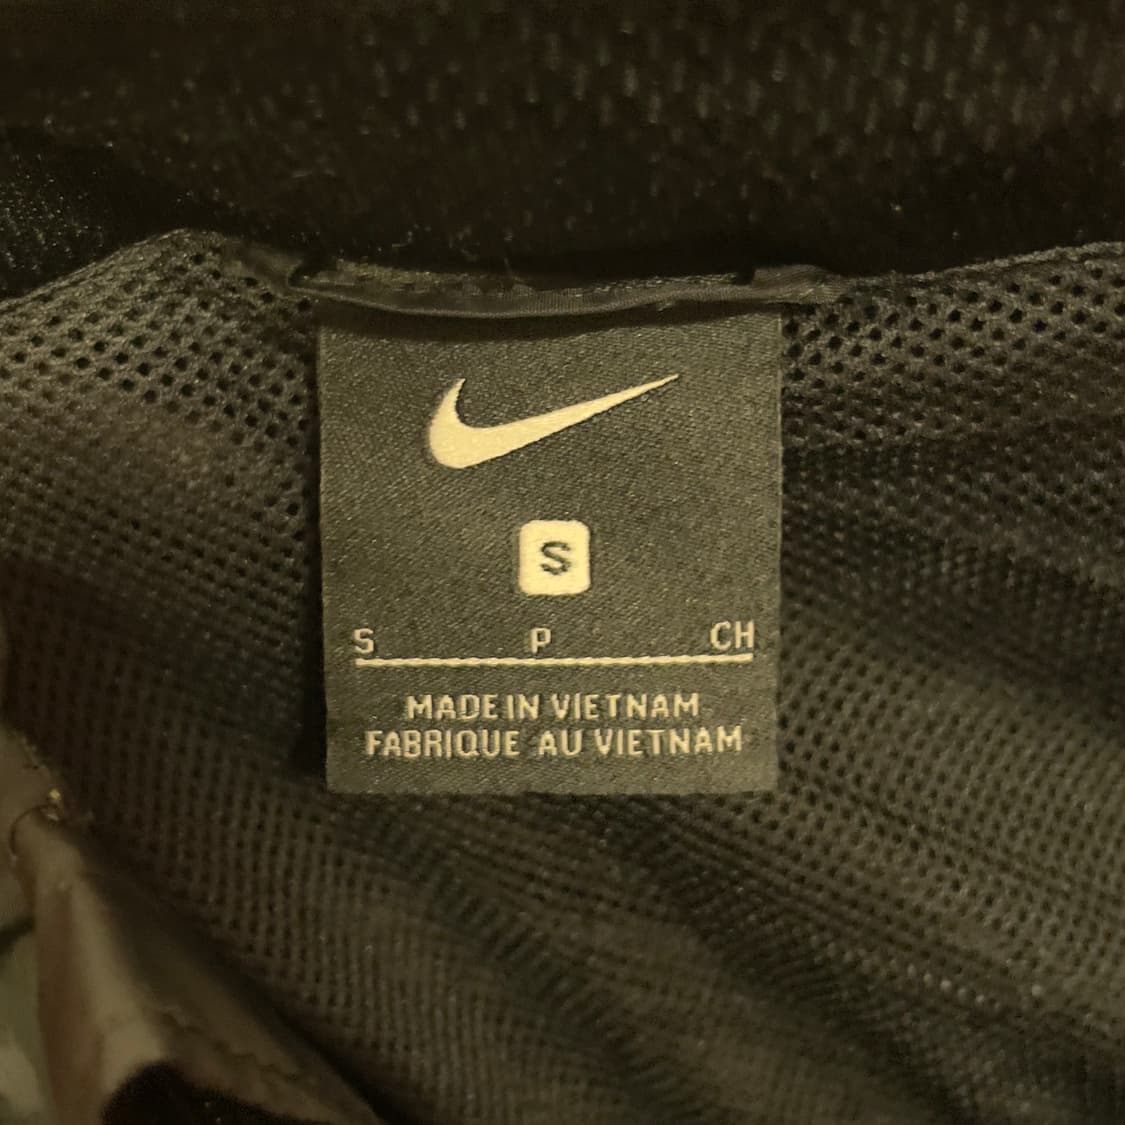 S
S P CH
MADE IN VIETNAM
FABRIQUE AU VIETNAM